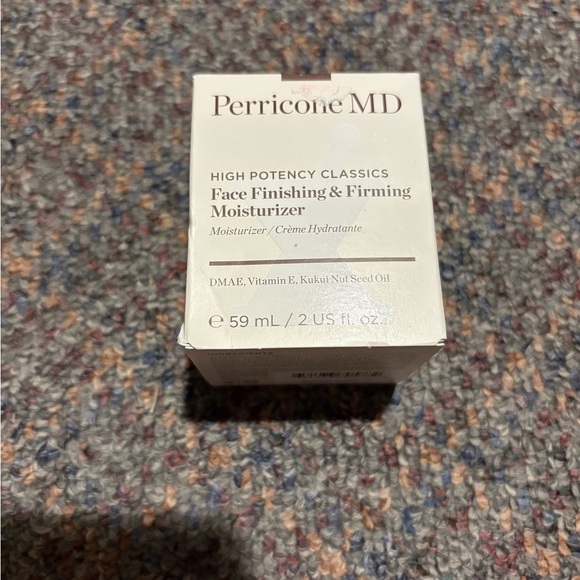 Perricone MD
HIGH POTENCY CLASSICS
Face Finishing & Firming
Moisturizer
Moisturizer / Crème Hydratante
DMAE, Vitamin E, Kukui Nut Seed Oil
℮ 59 mL / 2 US fl. oz.